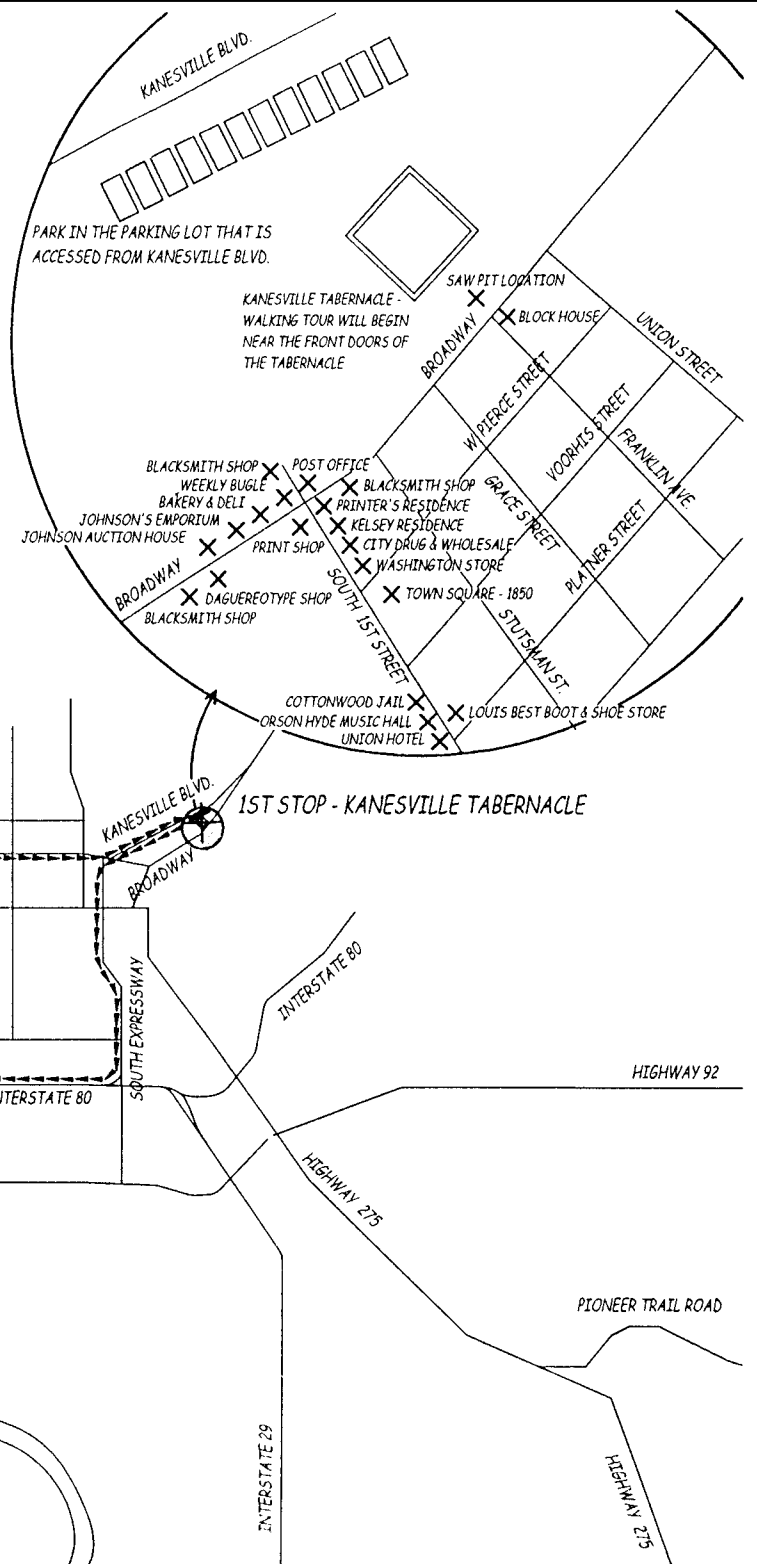 KANESVILLE BLVD.
PARK IN THE PARKING LOT THAT IS
ACCESSED FROM KANESVILLE BLVD.
SAW PIT LOCATION
KANESVILLE TABERNACLE -
WALKING TOUR WILL BEGIN
NEAR THE FRONT DOORS OF
THE TABERNACLE
BLOCK HOUSE
BROADWAY
UNION STREET
W PIERCE STREET
VOORHIS STREET
FRANKLIN AVE.
GRACE STREET
PLATNER STREET
STUTSMAN ST.
BLACKSMITH SHOP
POST OFFICE
WEEKLY BUGLE
BLACKSMITH SHOP
BAKERY & DELI
PRINTER'S RESIDENCE
JOHNSON'S EMPORIUM
KELSEY RESIDENCE
JOHNSON AUCTION HOUSE
PRINT SHOP
CITY DRUG & WHOLESALE
WASHINGTON STORE
BROADWAY
DAGUEREOTYPE SHOP
TOWN SQUARE - 1850
BLACKSMITH SHOP
SOUTH 1ST STREET
COTTONWOOD JAIL
ORSON HYDE MUSIC HALL
LOUIS BEST BOOT & SHOE STORE
UNION HOTEL
KANESVILLE BLVD.
1ST STOP - KANESVILLE TABERNACLE
BROADWAY
SOUTH EXPRESSWAY
INTERSTATE 80
NTERSTATE 80
HIGHWAY 92
HIGHWAY 275
PIONEER TRAIL ROAD
INTERSTATE 29
HIGHWAY 275